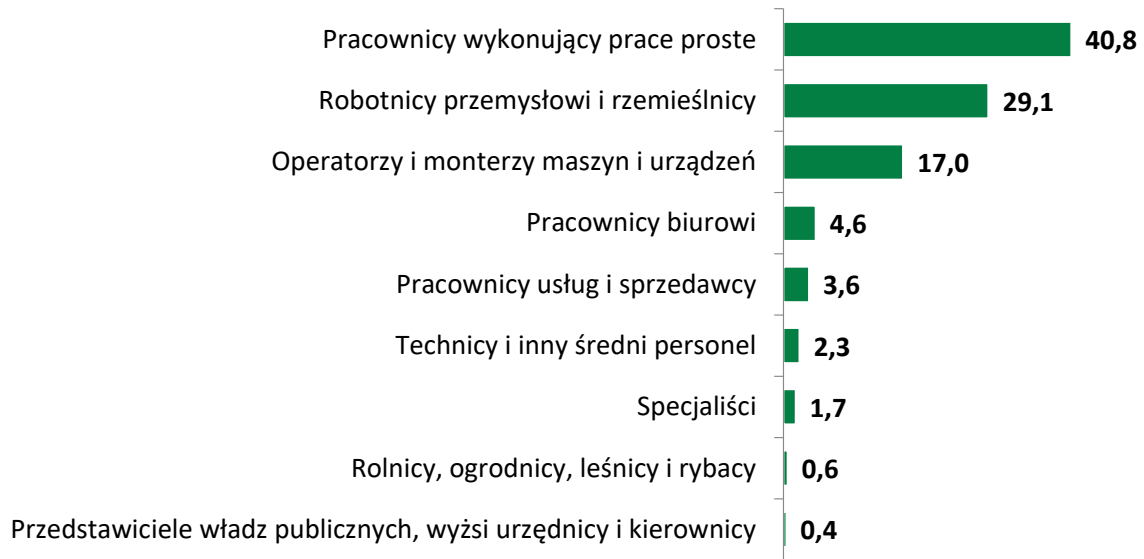 Pracownicy wykonujący prace proste 40,8
Robotnicy przemysłowi i rzemieślnicy 29,1
Operatorzy i monterzy maszyn i urządzeń 17,0
Pracownicy biurowi 4,6
Pracownicy usług i sprzedawcy 3,6
Technicy i inny średni personel 2,3
Specjaliści 1,7
Rolnicy, ogrodnicy, leśnicy i rybacy 0,6
Przedstawiciele władz publicznych, wyżsi urzędnicy i kierownicy 0,4